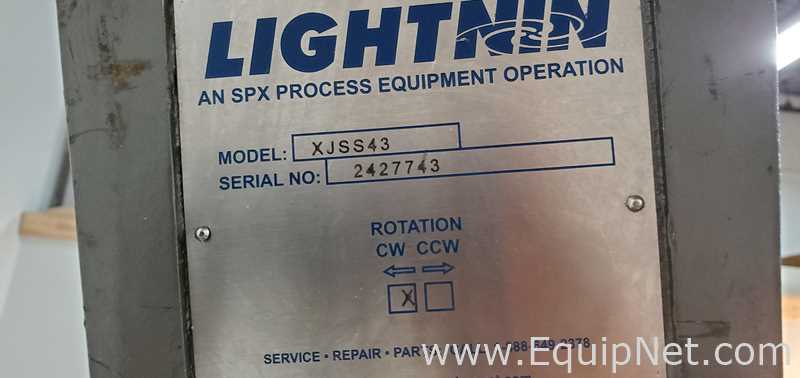 LIGHTNIN
AN SPX PROCESS EQUIPMENT OPERATION
MODEL: XJSS43
SERIAL NO: 2427743
ROTATION
CW CCW
X
SERVICE • REPAIR • PARTS
www.EquipNet.com